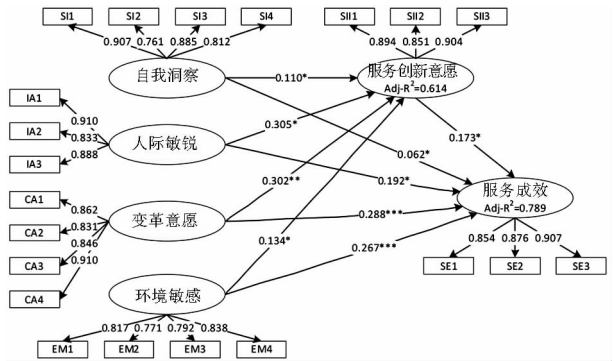 SI1 SI2 SI3 SI4 SII1 SII2 SII3
0.907 0.761 0.885 0.812 0.894 0.851 0.904
自我洞察 0.110* 服务创新意愿
Adj-R²=0.614
IA1
0.910
IA2
0.833
IA3
0.888
人际敏锐 0.305* 0.173*
0.062*
0.302** 0.192* 服务成效
Adj-R²=0.789
CA1
0.862
CA2
0.831
CA3
0.846
CA4
0.910
变革意愿 0.288***
0.134* 0.267***
0.854 0.876 0.907
SE1 SE2 SE3
环境敏感
0.817 0.771 0.792 0.838
EM1 EM2 EM3 EM4